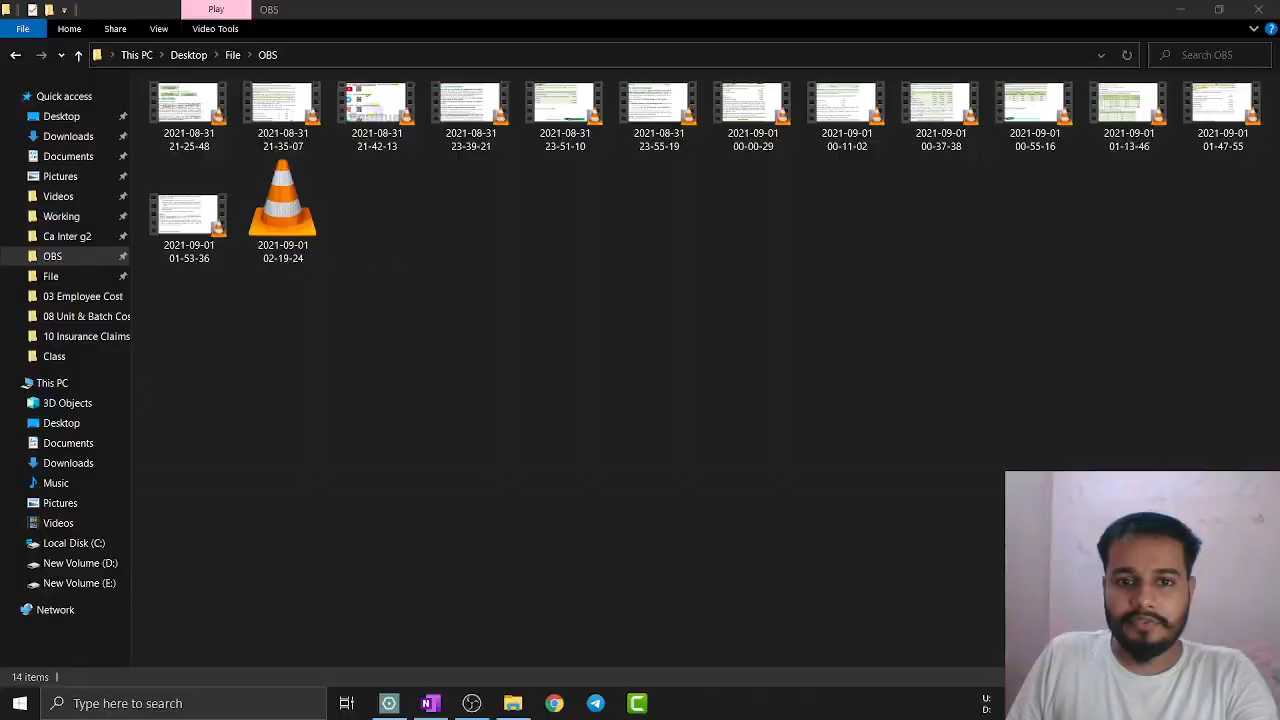 Play
OBS
File
Home
Share
View
Video Tools
This PC
Desktop
File
OBS
Search OBS
Quick access
Desktop
Downloads
Documents
Pictures
Videos
Working
Ca Inter g2
OBS
File
03 Employee Cost
08 Unit & Batch Cos
10 Insurance Claims
Class
This PC
3D Objects
Desktop
Documents
Downloads
Music
Pictures
Videos
Local Disk (C:)
New Volume (D:)
New Volume (E:)
Network
2021-08-31
21-25-48
2021-08-31
21-35-07
2021-08-31
21-42-13
2021-08-31
23-39-21
2021-08-31
23-51-10
2021-08-31
23-55-19
2021-09-01
00-00-29
2021-09-01
00-11-02
2021-09-01
00-37-38
2021-09-01
00-55-16
2021-09-01
01-13-46
2021-09-01
01-47-55
2021-09-01
01-53-36
2021-09-01
02-19-24
14 items
Type here to search
U:
D: